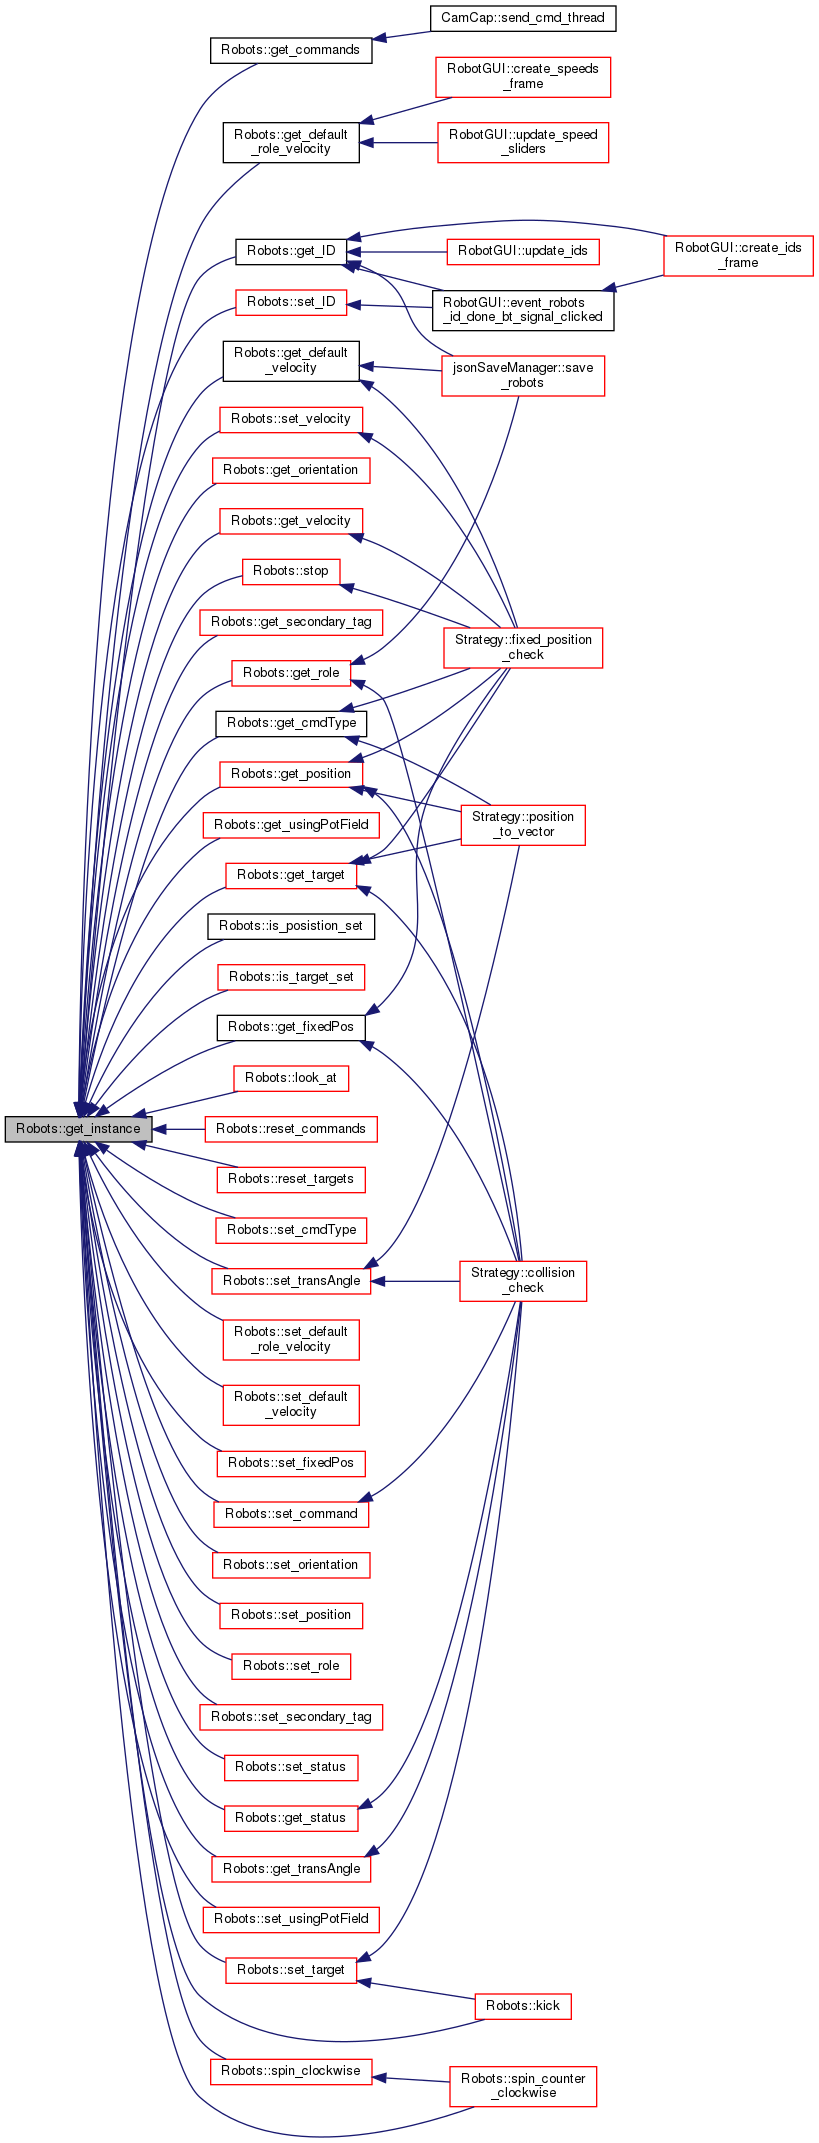 CamCap::send_cmd_thread
Robots::get_commands
RobotGUI::create_speeds
_frame
Robots::get_default
_role_velocity
RobotGUI::update_speed
_sliders
Robots::get_ID
RobotGUI::update_ids
RobotGUI::create_ids
_frame
Robots::set_ID
RobotGUI::event_robots
_id_done_bt_signal_clicked
Robots::get_default
_velocity
jsonSaveManager::save
_robots
Robots::set_velocity
Robots::get_orientation
Robots::get_velocity
Robots::stop
Robots::get_secondary_tag
Strategy::fixed_position
_check
Robots::get_role
Robots::get_cmdType
Robots::get_position
Robots::get_usingPotField
Strategy::position
_to_vector
Robots::get_target
Robots::is_posistion_set
Robots::is_target_set
Robots::get_fixedPos
Robots::look_at
Robots::get_instance
Robots::reset_commands
Robots::reset_targets
Robots::set_cmdType
Robots::set_transAngle
Strategy::collision
_check
Robots::set_default
_role_velocity
Robots::set_default
_velocity
Robots::set_fixedPos
Robots::set_command
Robots::set_orientation
Robots::set_position
Robots::set_role
Robots::set_secondary_tag
Robots::set_status
Robots::get_status
Robots::get_transAngle
Robots::set_usingPotField
Robots::set_target
Robots::kick
Robots::spin_clockwise
Robots::spin_counter
_clockwise